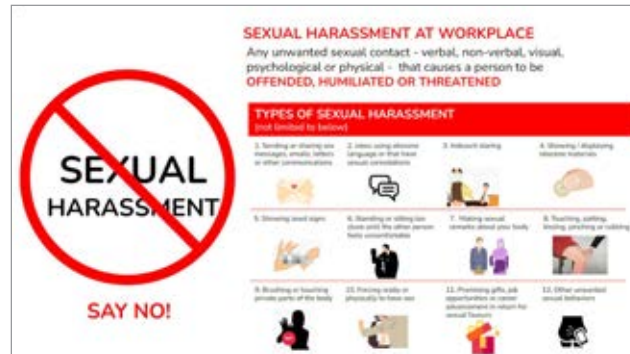 SEXUAL HARASSMENT AT WORKPLACE
Any unwanted sexual contact - verbal, non-verbal, visual,
psychological or physical - that causes a person to be
OFFENDED, HUMILIATED OR THREATENED
SEXUAL
HARASSMENT
SAY NO!
TYPES OF SEXUAL HARASSMENT
(not limited to below)
1. Sending or sharing sex
messages, emails, letters
or other communications
2. Jokes using obscene
language or that have
sexual connotations
3. Indiscreet staring
4. Showing / displaying
obscene materials
5. Showing lewd signs
6. Standing or sitting too
close until the other person
feels uncomfortable
7. Making sexual
remarks about your body
8. Touching, patting,
kissing, pinching or rubbing
9. Brushing or touching
private parts of the body
10. Forcing orally or
physically to have sex
11. Promising gifts, job
opportunities or career
advancement in return for
sexual favours
12. Other unwanted
sexual behaviors